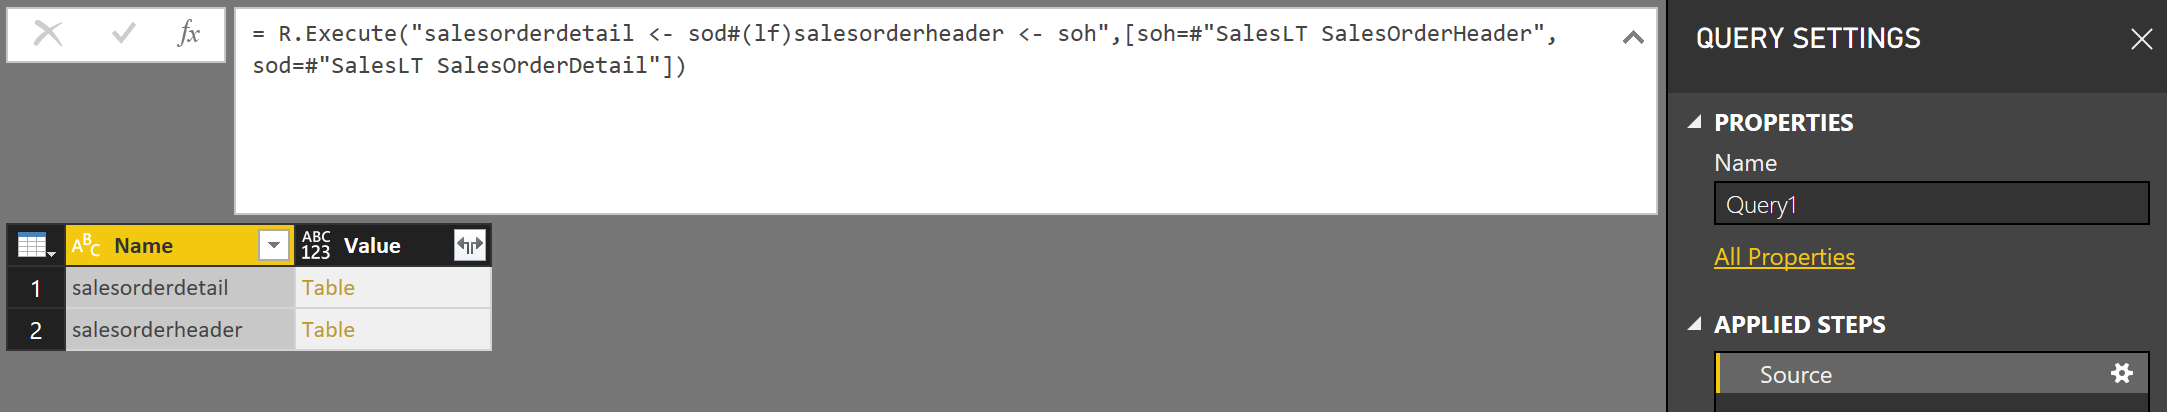 fx
= R.Execute("salesorderdetail <- sod#(lf)salesorderheader <- soh",[soh=#"SalesLT SalesOrderHeader",
sod=#"SalesLT SalesOrderDetail"])
ABC Name ABC 123 Value
1 salesorderdetail Table
2 salesorderheader Table
QUERY SETTINGS
PROPERTIES
Name
Query1
All Properties
APPLIED STEPS
Source